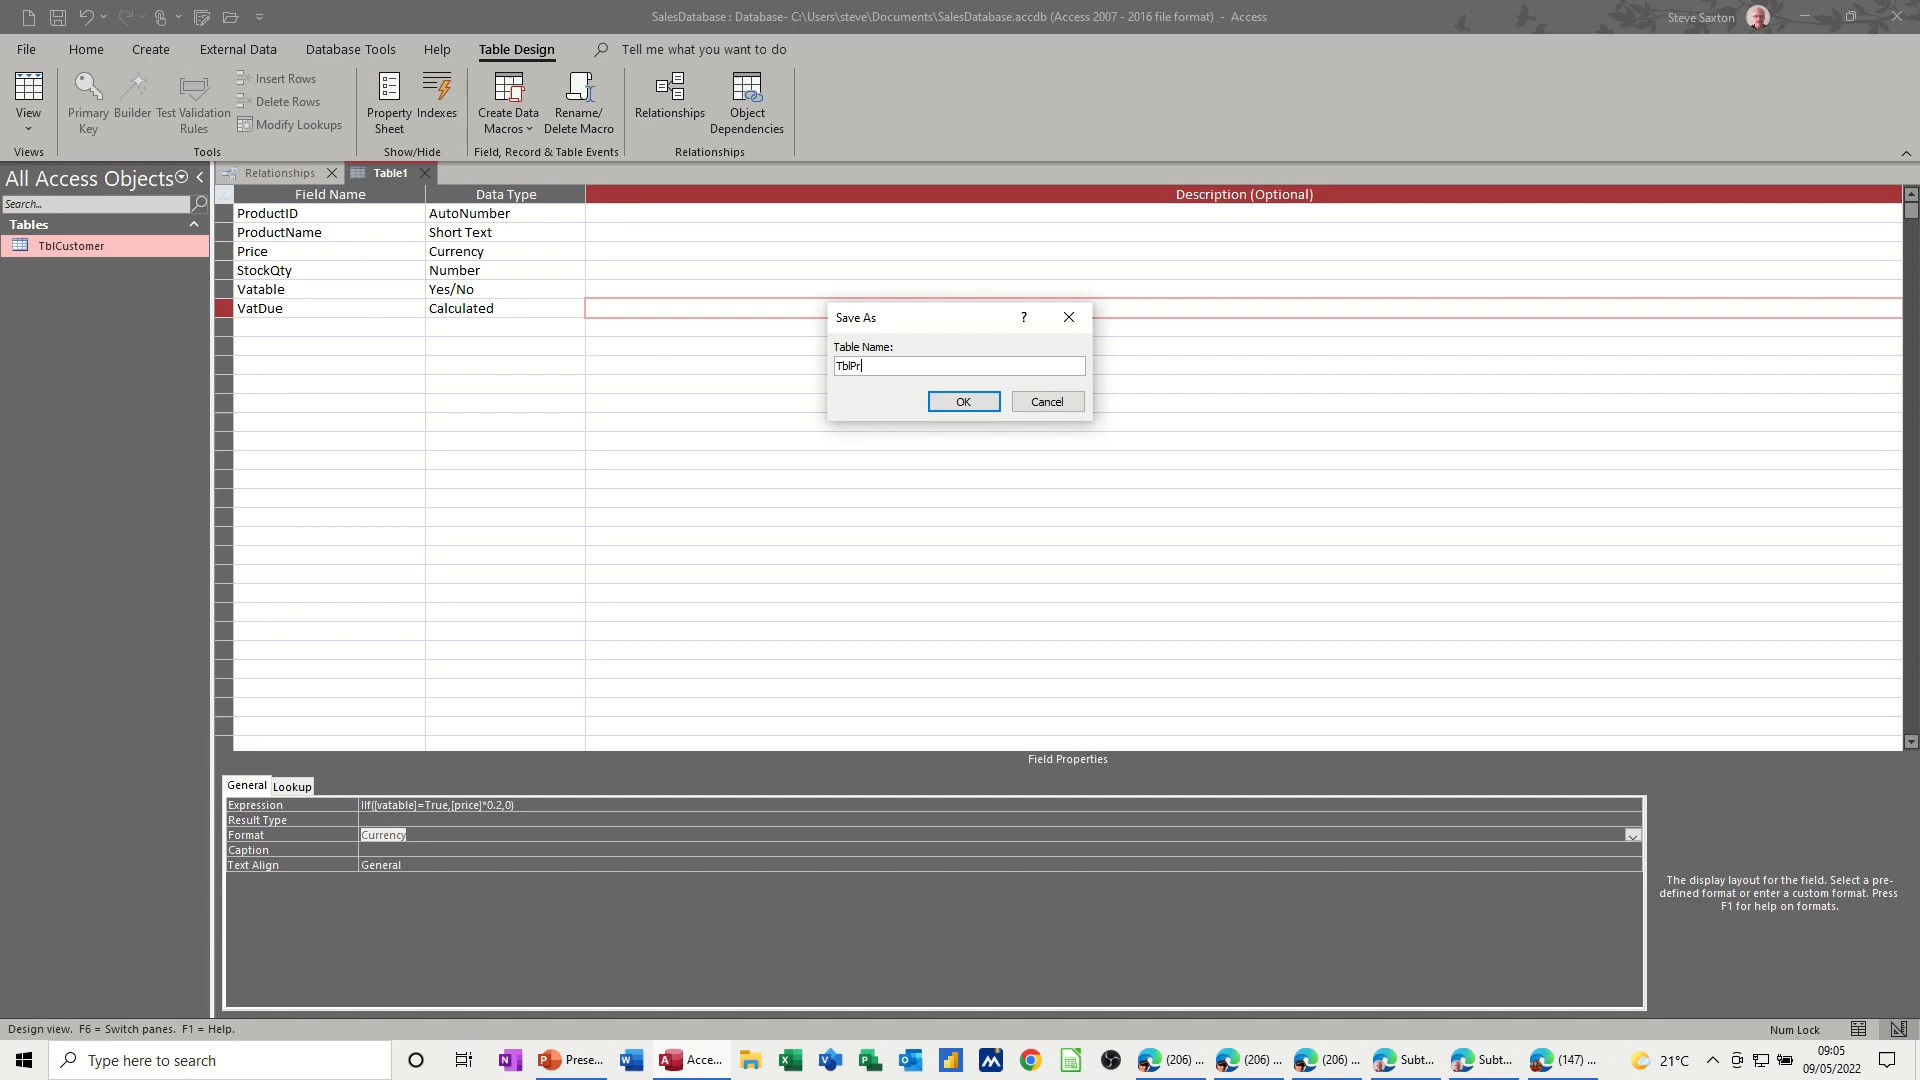 SalesDatabase : Database- C:\Users\steve\Documents\SalesDatabase.accdb (Access 2007 - 2016 file format)  -  Access
Steve Saxton
File
Home
Create
External Data
Database Tools
Help
Table Design
Tell me what you want to do
View
Primary Key
Builder
Test Validation Rules
Insert Rows
Delete Rows
Modify Lookups
Property Sheet
Indexes
Create Data Macros
Rename/ Delete Macro
Relationships
Object Dependencies
Views
Tools
Show/Hide
Field, Record & Table Events
Relationships
All Access Objects
Search...
Tables
TblCustomer
Relationships
Table1
Field Name
Data Type
Description (Optional)
ProductID AutoNumber
ProductName Short Text
Price Currency
StockQty Number
Vatable Yes/No
VatDue Calculated
Save As
?
Table Name:
TblPr
OK
Cancel
Field Properties
General
Lookup
Expression IIf([vatable]=True,[price]*0.2,0)
Result Type
Format Currency
Caption
Text Align General
The display layout for the field. Select a pre-
defined format or enter a custom format. Press
F1 for help on formats.
Design view.  F6 = Switch panes.  F1 = Help.
Num Lock
Type here to search
Prese...
Acce...
(206) ...
(206) ...
(206) ...
Subt...
Subt...
(147) ...
21°C
09:05
09/05/2022